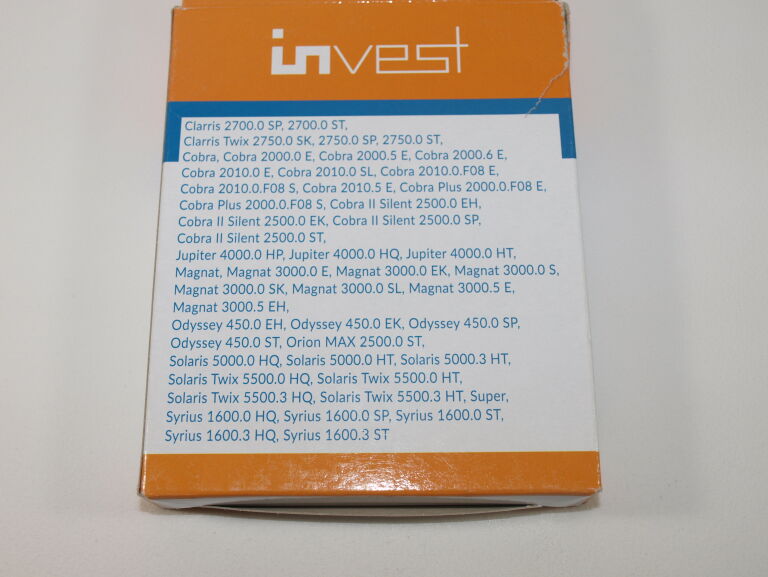 invest
Clarris 2700.0 SP, 2700.0 ST,
Clarris Twix 2750.0 SK, 2750.0 SP, 2750.0 ST,
Cobra, Cobra 2000.0 E, Cobra 2000.5 E, Cobra 2000.6 E,
Cobra 2010.0 E, Cobra 2010.0 SL, Cobra 2010.0.F08 E,
Cobra 2010.0.F08 S, Cobra 2010.5 E, Cobra Plus 2000.0.F08 E,
Cobra Plus 2000.0.F08 S, Cobra II Silent 2500.0 EH,
Cobra II Silent 2500.0 EK, Cobra II Silent 2500.0 SP,
Cobra II Silent 2500.0 ST,
Jupiter 4000.0 HP, Jupiter 4000.0 HQ, Jupiter 4000.0 HT,
Magnat, Magnat 3000.0 E, Magnat 3000.0 EK, Magnat 3000.0 S,
Magnat 3000.0 SK, Magnat 3000.0 SL, Magnat 3000.5 E,
Magnat 3000.5 EH,
Odyssey 450.0 EH, Odyssey 450.0 EK, Odyssey 450.0 SP,
Odyssey 450.0 ST, Orion MAX 2500.0 ST,
Solaris 5000.0 HQ, Solaris 5000.0 HT, Solaris 5000.3 HT,
Solaris Twix 5500.0 HQ, Solaris Twix 5500.0 HT,
Solaris Twix 5500.3 HQ, Solaris Twix 5500.3 HT, Super,
Syrius 1600.0 HQ, Syrius 1600.0 SP, Syrius 1600.0 ST,
Syrius 1600.3 HQ, Syrius 1600.3 ST